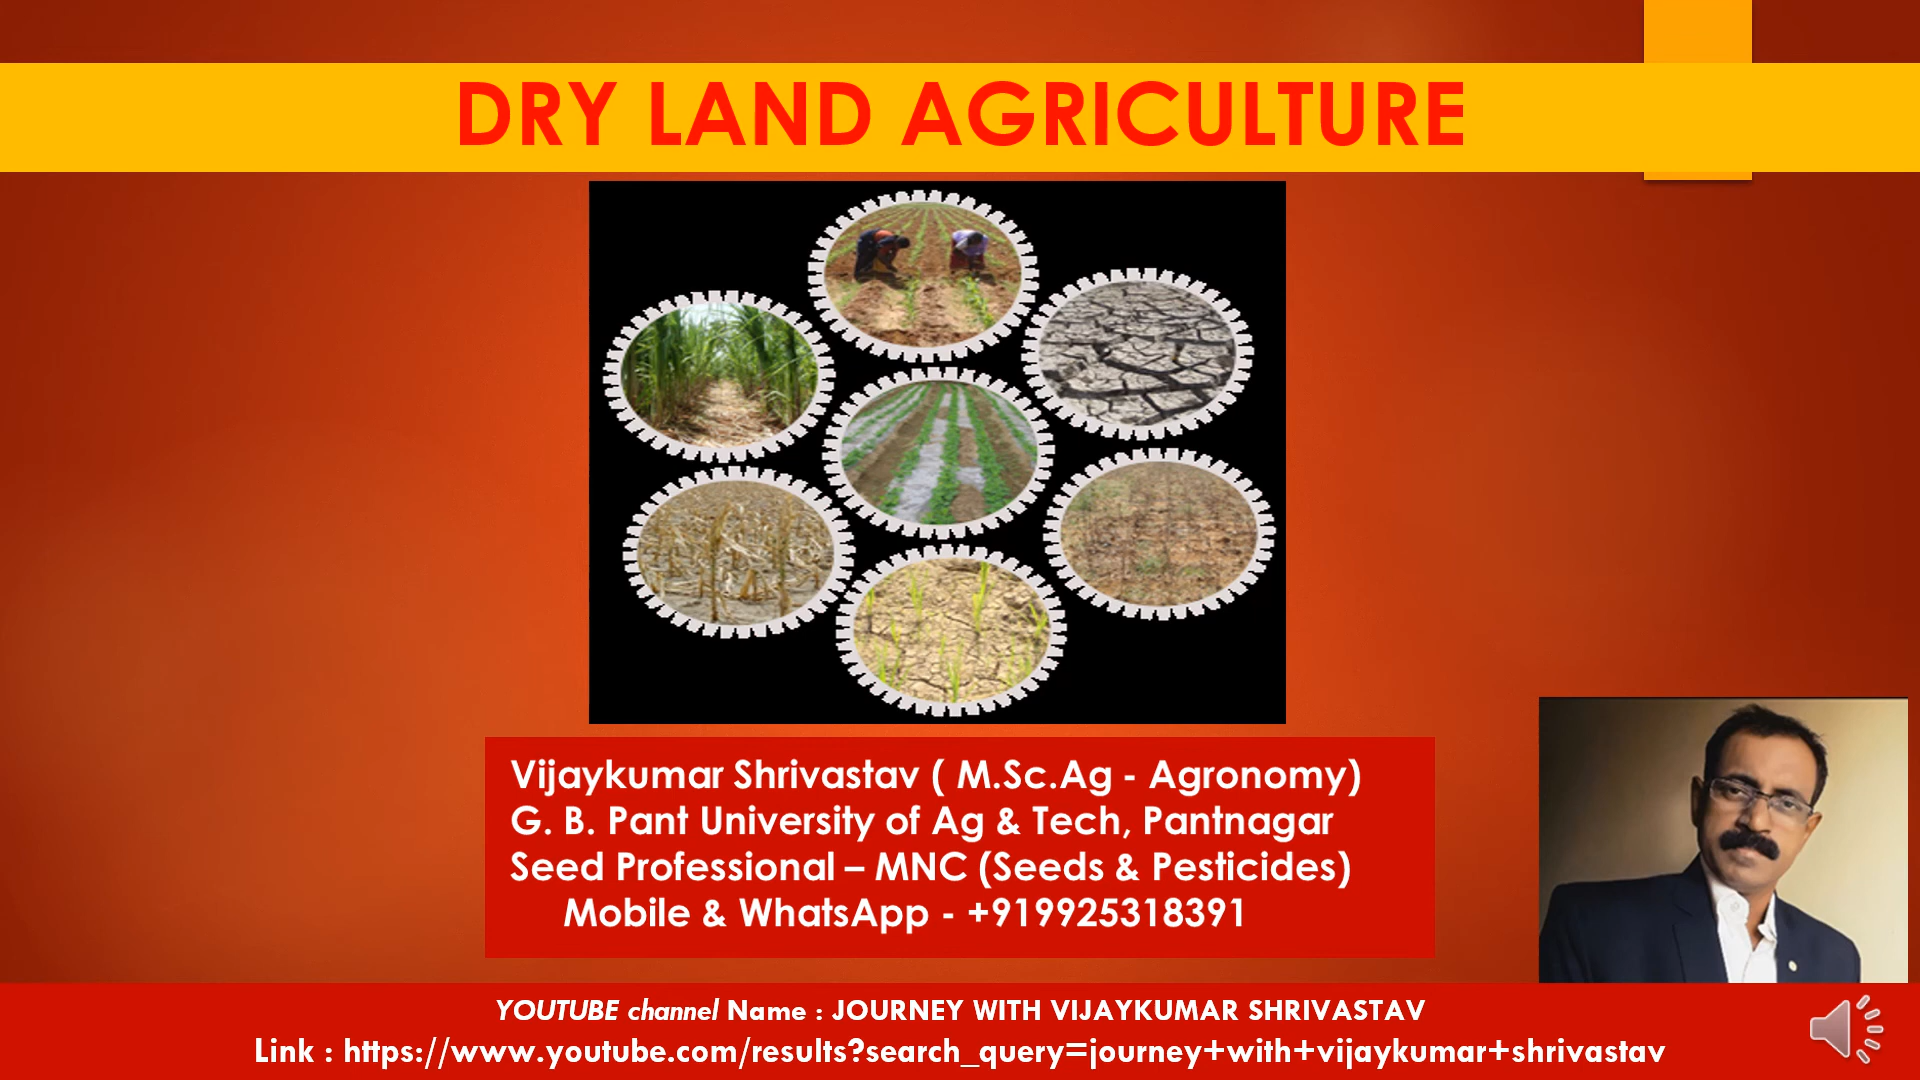 DRY LAND AGRICULTURE
Vijaykumar Shrivastav ( M.Sc.Ag - Agronomy)
G. B. Pant University of Ag & Tech, Pantnagar
Seed Professional – MNC (Seeds & Pesticides)
Mobile & WhatsApp - +919925318391
YOUTUBE channel Name : JOURNEY WITH VIJAYKUMAR SHRIVASTAV
Link : https://www.youtube.com/results?search_query=journey+with+vijaykumar+shrivastav